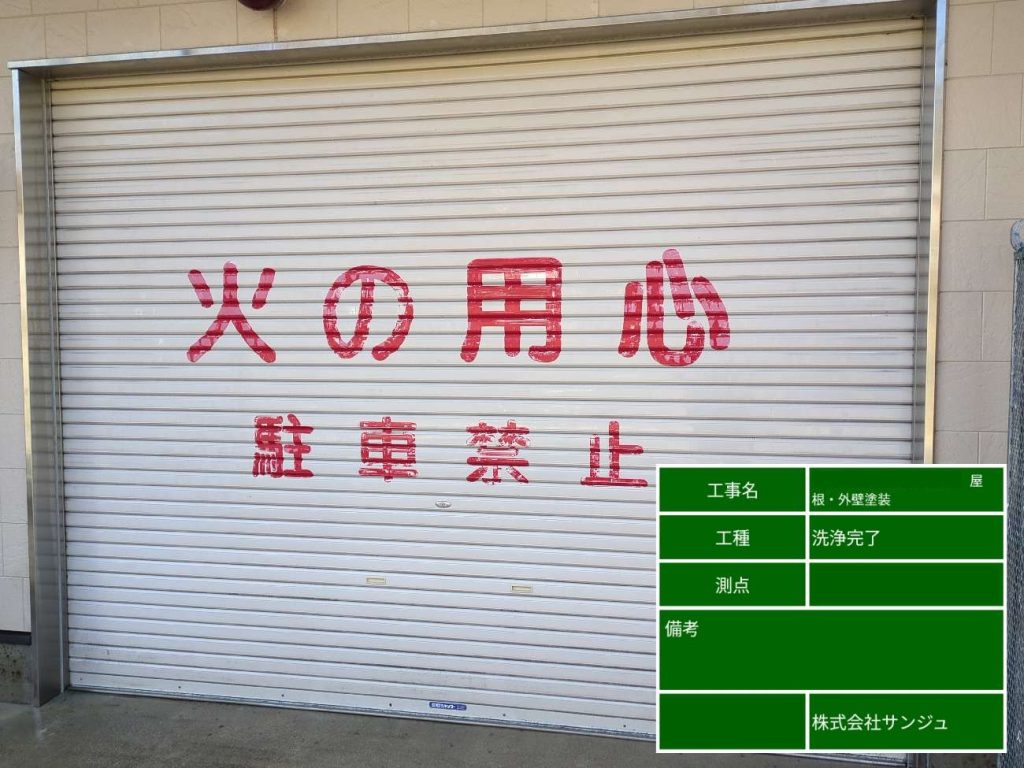 火の用心
駐車禁止
工事名
屋
根・外壁塗装
工種
洗浄完了
測点
備考
株式会社サンジュ